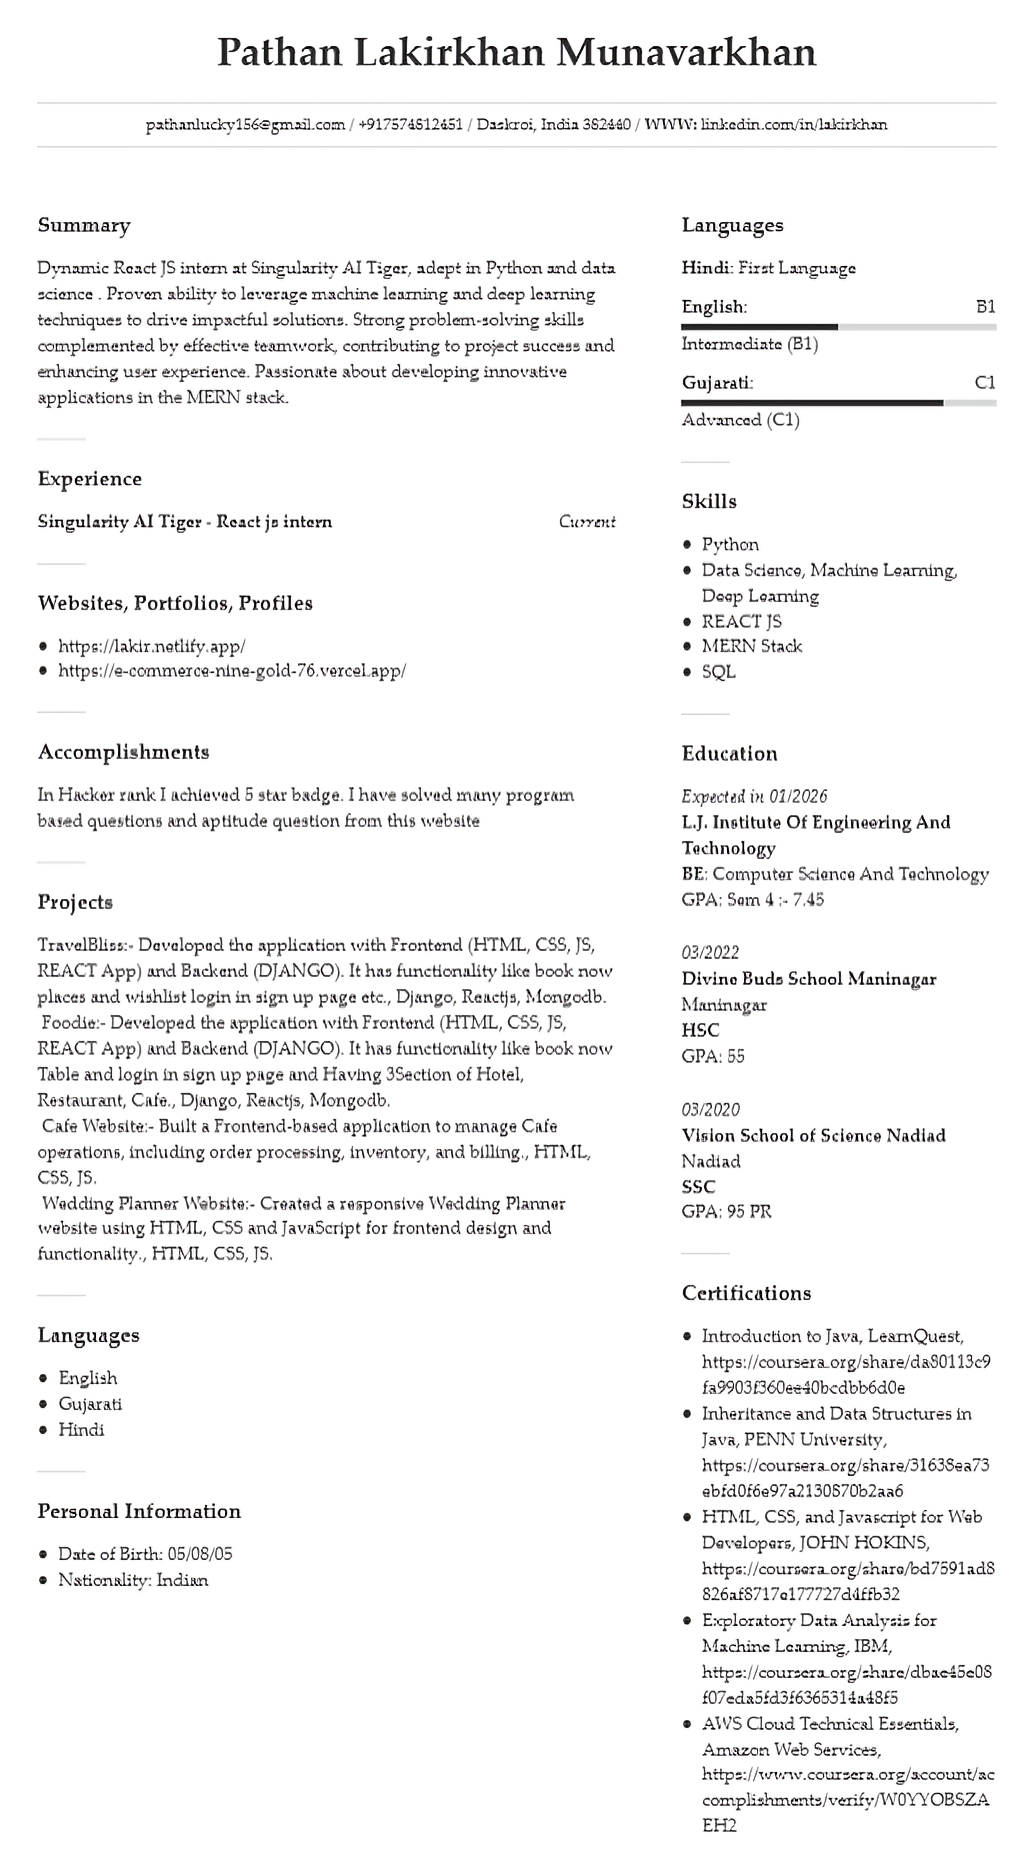 Pathan Lakirkhan Munavarkhan
pathanlucky156@gmail.com / +917574812451 / Daskroi, India 382440 / WWW: linkedin.com/in/lakirkhan
Summary
Dynamic React JS intern at Singularity AI Tiger, adept in Python and data
science . Proven ability to leverage machine learning and deep learning
techniques to drive impactful solutions. Strong problem-solving skills
complemented by effective teamwork, contributing to project success and
enhancing user experience. Passionate about developing innovative
applications in the MERN stack.
Experience
Singularity AI Tiger - React js intern Current
Websites, Portfolios, Profiles
• https://lakir.netlify.app/
• https://e-commerce-nine-gold-76.vercel.app/
Accomplishments
In Hacker rank I achieved 5 star badge. I have solved many program
based questions and aptitude question from this website
Projects
TravelBliss:- Developed the application with Frontend (HTML, CSS, JS,
REACT App) and Backend (DJANGO). It has functionality like book now
places and wishlist login in sign up page etc., Django, Reactjs, Mongodb.
Foodie:- Developed the application with Frontend (HTML, CSS, JS,
REACT App) and Backend (DJANGO). It has functionality like book now
Table and login in sign up page and Having 3Section of Hotel,
Restaurant, Cafe., Django, Reactjs, Mongodb.
Cafe Website:- Built a Frontend-based application to manage Cafe
operations, including order processing, inventory, and billing., HTML,
CSS, JS.
Wedding Planner Website:- Created a responsive Wedding Planner
website using HTML, CSS and JavaScript for frontend design and
functionality., HTML, CSS, JS.
Languages
• English
• Gujarati
• Hindi
Personal Information
• Date of Birth: 05/08/05
• Nationality: Indian
Languages
Hindi: First Language
English: B1
Intermediate (B1)
Gujarati: C1
Advanced (C1)
Skills
• Python
• Data Science, Machine Learning,
Deep Learning
• REACT JS
• MERN Stack
• SQL
Education
Expected in 01/2026
L.J. Institute Of Engineering And
Technology
BE: Computer Science And Technology
GPA: Sem 4 :- 7.45
03/2022
Divine Buds School Maninagar
Maninagar
HSC
GPA: 55
03/2020
Vision School of Science Nadiad
Nadiad
SSC
GPA: 95 PR
Certifications
• Introduction to Java, LearnQuest,
https://coursera.org/share/da80113c9
fa9903f360ee40bcdbb6d0e
• Inheritance and Data Structures in
Java, PENN University,
https://coursera.org/share/31638ea73
ebfd0f6e97a2130870b2aa6
• HTML, CSS, and Javascript for Web
Developers, JOHN HOKINS,
https://coursera.org/share/bd7591ad8
826af8717e177727d4ffb32
• Exploratory Data Analysis for
Machine Learning, IBM,
https://coursera.org/share/dbae45e08
f07eda5fd3f6365314a48f5
• AWS Cloud Technical Essentials,
Amazon Web Services,
https://www.coursera.org/account/ac
complishments/verify/W0YYOBSZA
EH2